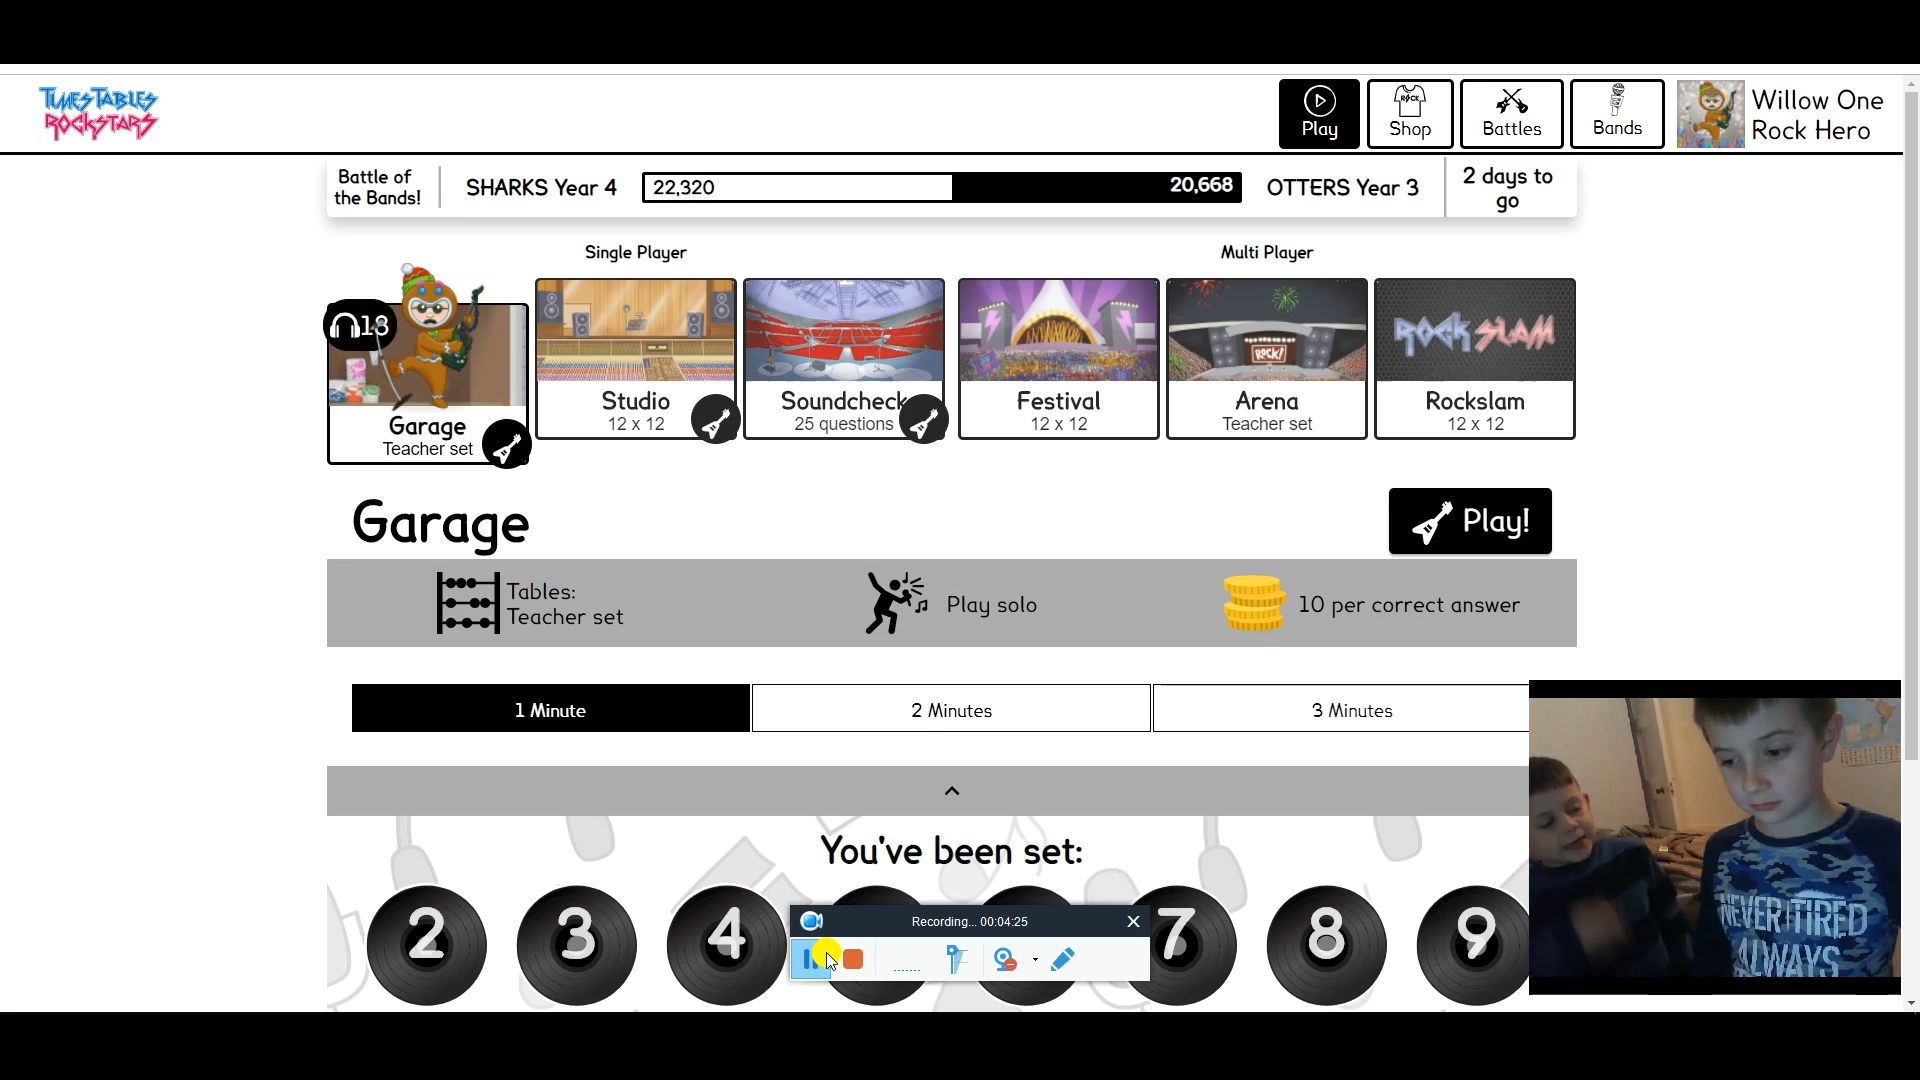 TIMES TABLES
ROCKSTARS
Play
Shop
Battles
Bands
Willow One
Rock Hero
Battle of
the Bands!
SHARKS Year 4
22,320
20,668
OTTERS Year 3
2 days to
go
Single Player
Multi Player
18
Garage
Teacher set
Studio
12 x 12
Soundcheck
25 questions
Festival
12 x 12
ROCK!
Arena
Teacher set
ROCK SLAM
Rockslam
12 x 12
Garage
Play!
Tables:
Teacher set
Play solo
10 per correct answer
1 Minute
2 Minutes
3 Minutes
You've been set:
2
3
4
7
8
9
Recording... 00:04:25
NEVER TIRED
ALWAYS